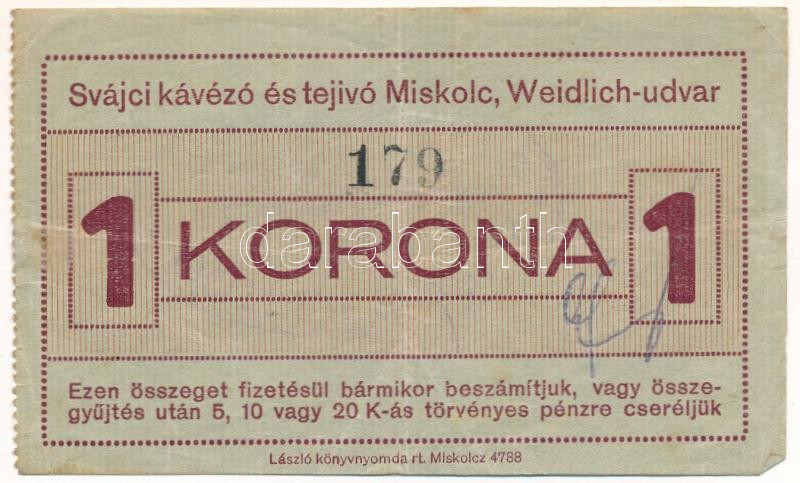 Svájci kávézó és tejivó Miskolc, Weidlich-udvar
179
1 KORONA 1
darabanth
Ezen összeget fizetésül bármikor beszámítjuk, vagy össze-
gyűjtés után 5, 10 vagy 20 K-ás törvényes pénzre cseréljük
László könyvnyomda rt. Miskolcz 4788